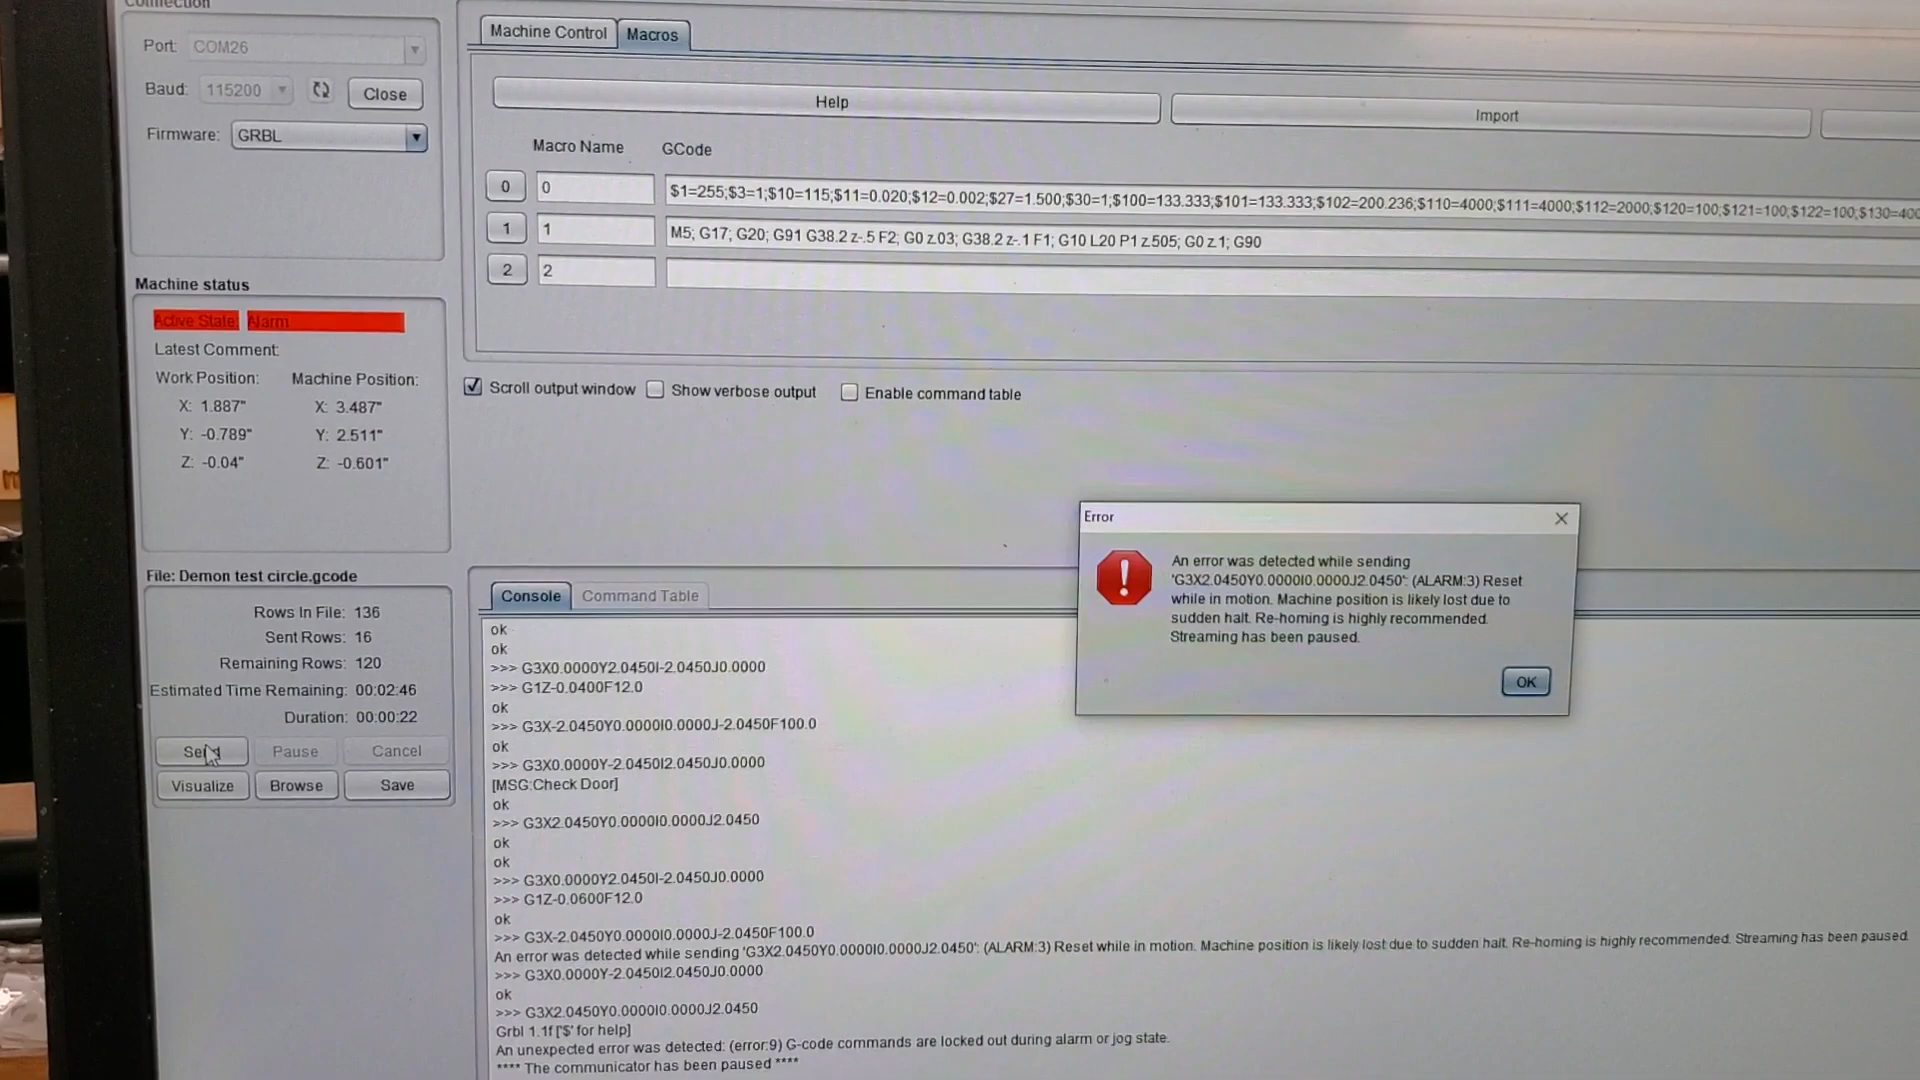 Connection
Port: COM26
Baud: 115200 Close
Firmware: GRBL
Machine status
Active State: Alarm
Latest Comment:
Work Position: Machine Position:
X: 1.887" X: 3.487"
Y: -0.789" Y: 2.511"
Z: -0.04" Z: -0.601"
File: Demon test circle.gcode
Rows In File: 136
Sent Rows: 16
Remaining Rows: 120
Estimated Time Remaining: 00:02:46
Duration: 00:00:22
Send Pause Cancel
Visualize Browse Save
Machine Control Macros
Help Import
Macro Name GCode
0 0 $1=255;$3=1;$10=115;$11=0.020;$12=0.002;$27=1.500;$30=1;$100=133.333;$101=133.333;$102=200.236;$110=4000;$111=4000;$112=2000;$120=100;$121=100;$122=100;$130=400
1 1 M5; G17; G20; G91 G38.2 z-.5 F2; G0 z.03; G38.2 z-.1 F1; G10 L20 P1 z.505; G0 z.1; G90
2 2
Scroll output window Show verbose output Enable command table
Console Command Table
ok
ok
>>> G3X0.0000Y2.0450I-2.0450J0.0000
>>> G1Z-0.0400F12.0
ok
>>> G3X-2.0450Y0.0000I0.0000J-2.0450F100.0
ok
>>> G3X0.0000Y-2.0450I2.0450J0.0000
[MSG:Check Door]
ok
>>> G3X2.0450Y0.0000I0.0000J2.0450
ok
ok
>>> G3X0.0000Y2.0450I-2.0450J0.0000
>>> G1Z-0.0600F12.0
ok
>>> G3X-2.0450Y0.0000I0.0000J-2.0450F100.0
An error was detected while sending 'G3X2.0450Y0.0000I0.0000J2.0450': (ALARM:3) Reset while in motion. Machine position is likely lost due to sudden halt. Re-homing is highly recommended. Streaming has been paused.
>>> G3X0.0000Y-2.0450I2.0450J0.0000
ok
>>> G3X2.0450Y0.0000I0.0000J2.0450
Grbl 1.1f ['$' for help]
An unexpected error was detected: (error:9) G-code commands are locked out during alarm or jog state.
**** The communicator has been paused ****
Error
An error was detected while sending
'G3X2.0450Y0.0000I0.0000J2.0450': (ALARM:3) Reset
while in motion. Machine position is likely lost due to
sudden halt. Re-homing is highly recommended.
Streaming has been paused.
OK